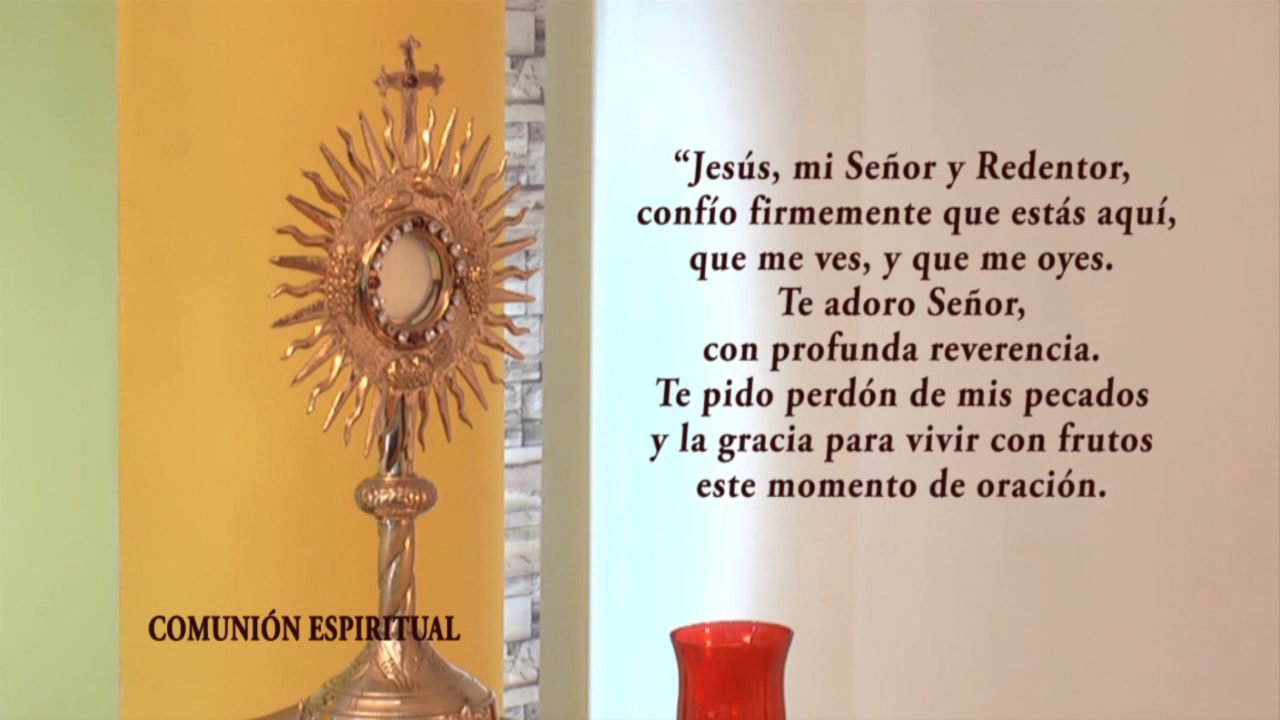 “Jesús, mi Señor y Redentor,
confío firmemente que estás aquí,
que me ves, y que me oyes.
Te adoro Señor,
con profunda reverencia.
Te pido perdón de mis pecados
y la gracia para vivir con frutos
este momento de oración.
COMUNIÓN ESPIRITUAL